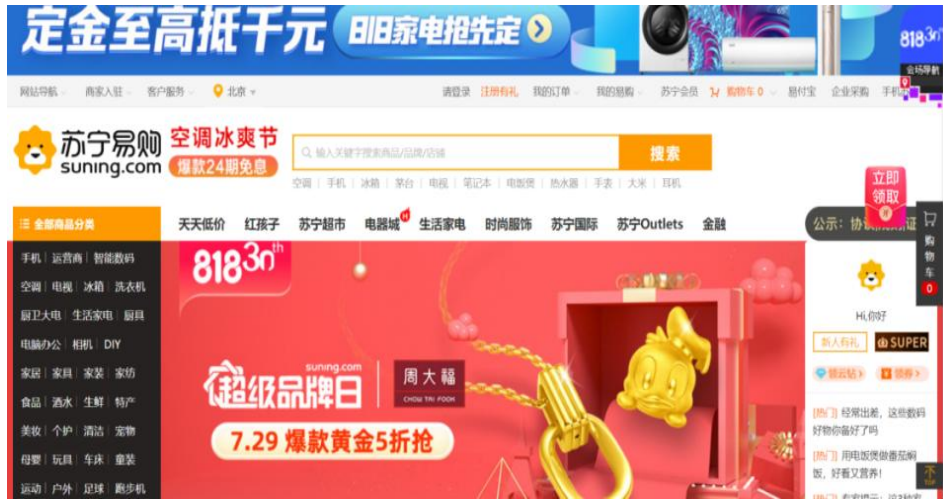 定金至高抵千元
818家电抢先定
818 30th
会场导航
网站导航
商家入驻
客户服务
北京
请登录
注册有礼
我的订单
我的易购
苏宁会员
购物车 0
易付宝
企业采购
苏宁易购
suning.com
空调冰爽节
爆款24期免息
输入关键字搜索商品/品牌/店铺
搜索
空调 | 手机 | 冰箱 | 茅台 | 电视 | 笔记本 | 电饭煲 | 热水器 | 手表 | 大米 | 耳机
立即
领取
全部商品分类
天天低价
红孩子
苏宁超市
电器城
生活家电
时尚服饰
苏宁国际
苏宁Outlets
金融
手机 | 运营商 | 智能数码
空调 | 电视 | 冰箱 | 洗衣机
厨卫大电 | 生活家电 | 厨具
电脑办公 | 相机 | DIY
家居 | 家具 | 家装 | 家纺
食品 | 酒水 | 生鲜 | 特产
美妆 | 个护 | 清洁 | 宠物
母婴 | 玩具 | 车床 | 童装
运动 | 户外 | 足球 | 跑步机
818 30th
suning.com
超级品牌日
周大福
CHOW TAI FOOK
7.29 爆款黄金5折抢
公示：
购物车
0
Hi,你好
新人有礼
SUPER
领云钻>
领券>
[热门] 经常出差，这些数码
好物你备好了吗
[热门] 用电饭煲做番茄焖
饭，好看又营养！
TOP